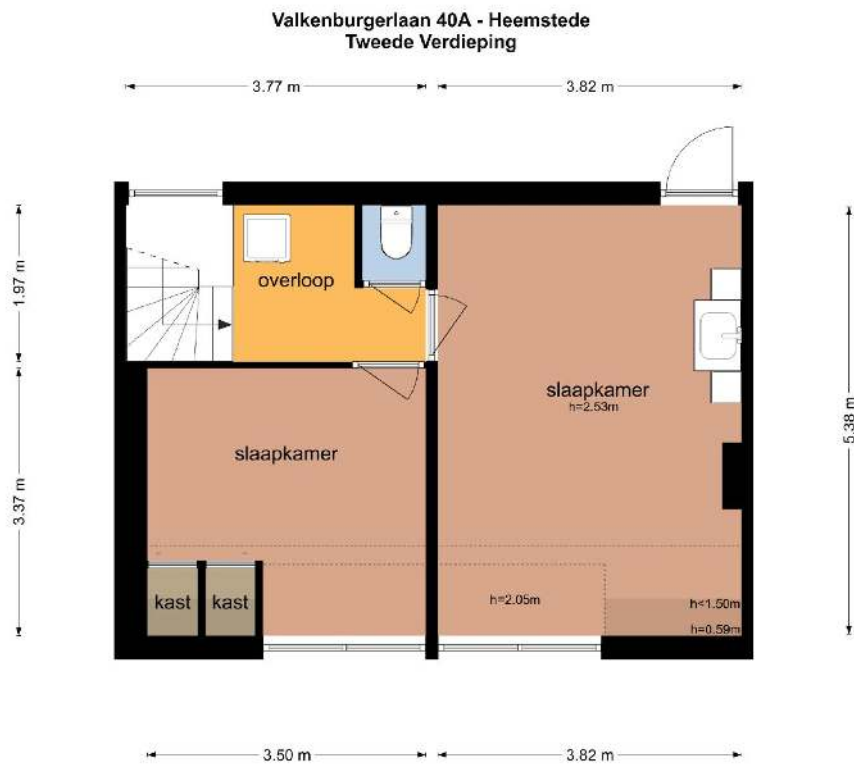 Valkenburgerlaan 40A - Heemstede
Tweede Verdieping
3.77 m
3.82 m
1.97 m
overloop
slaapkamer
h=2.53m
5.38 m
slaapkamer
3.37 m
kast
kast
h=2.05m
h<1.50m
h=0.59m
3.50 m
3.82 m